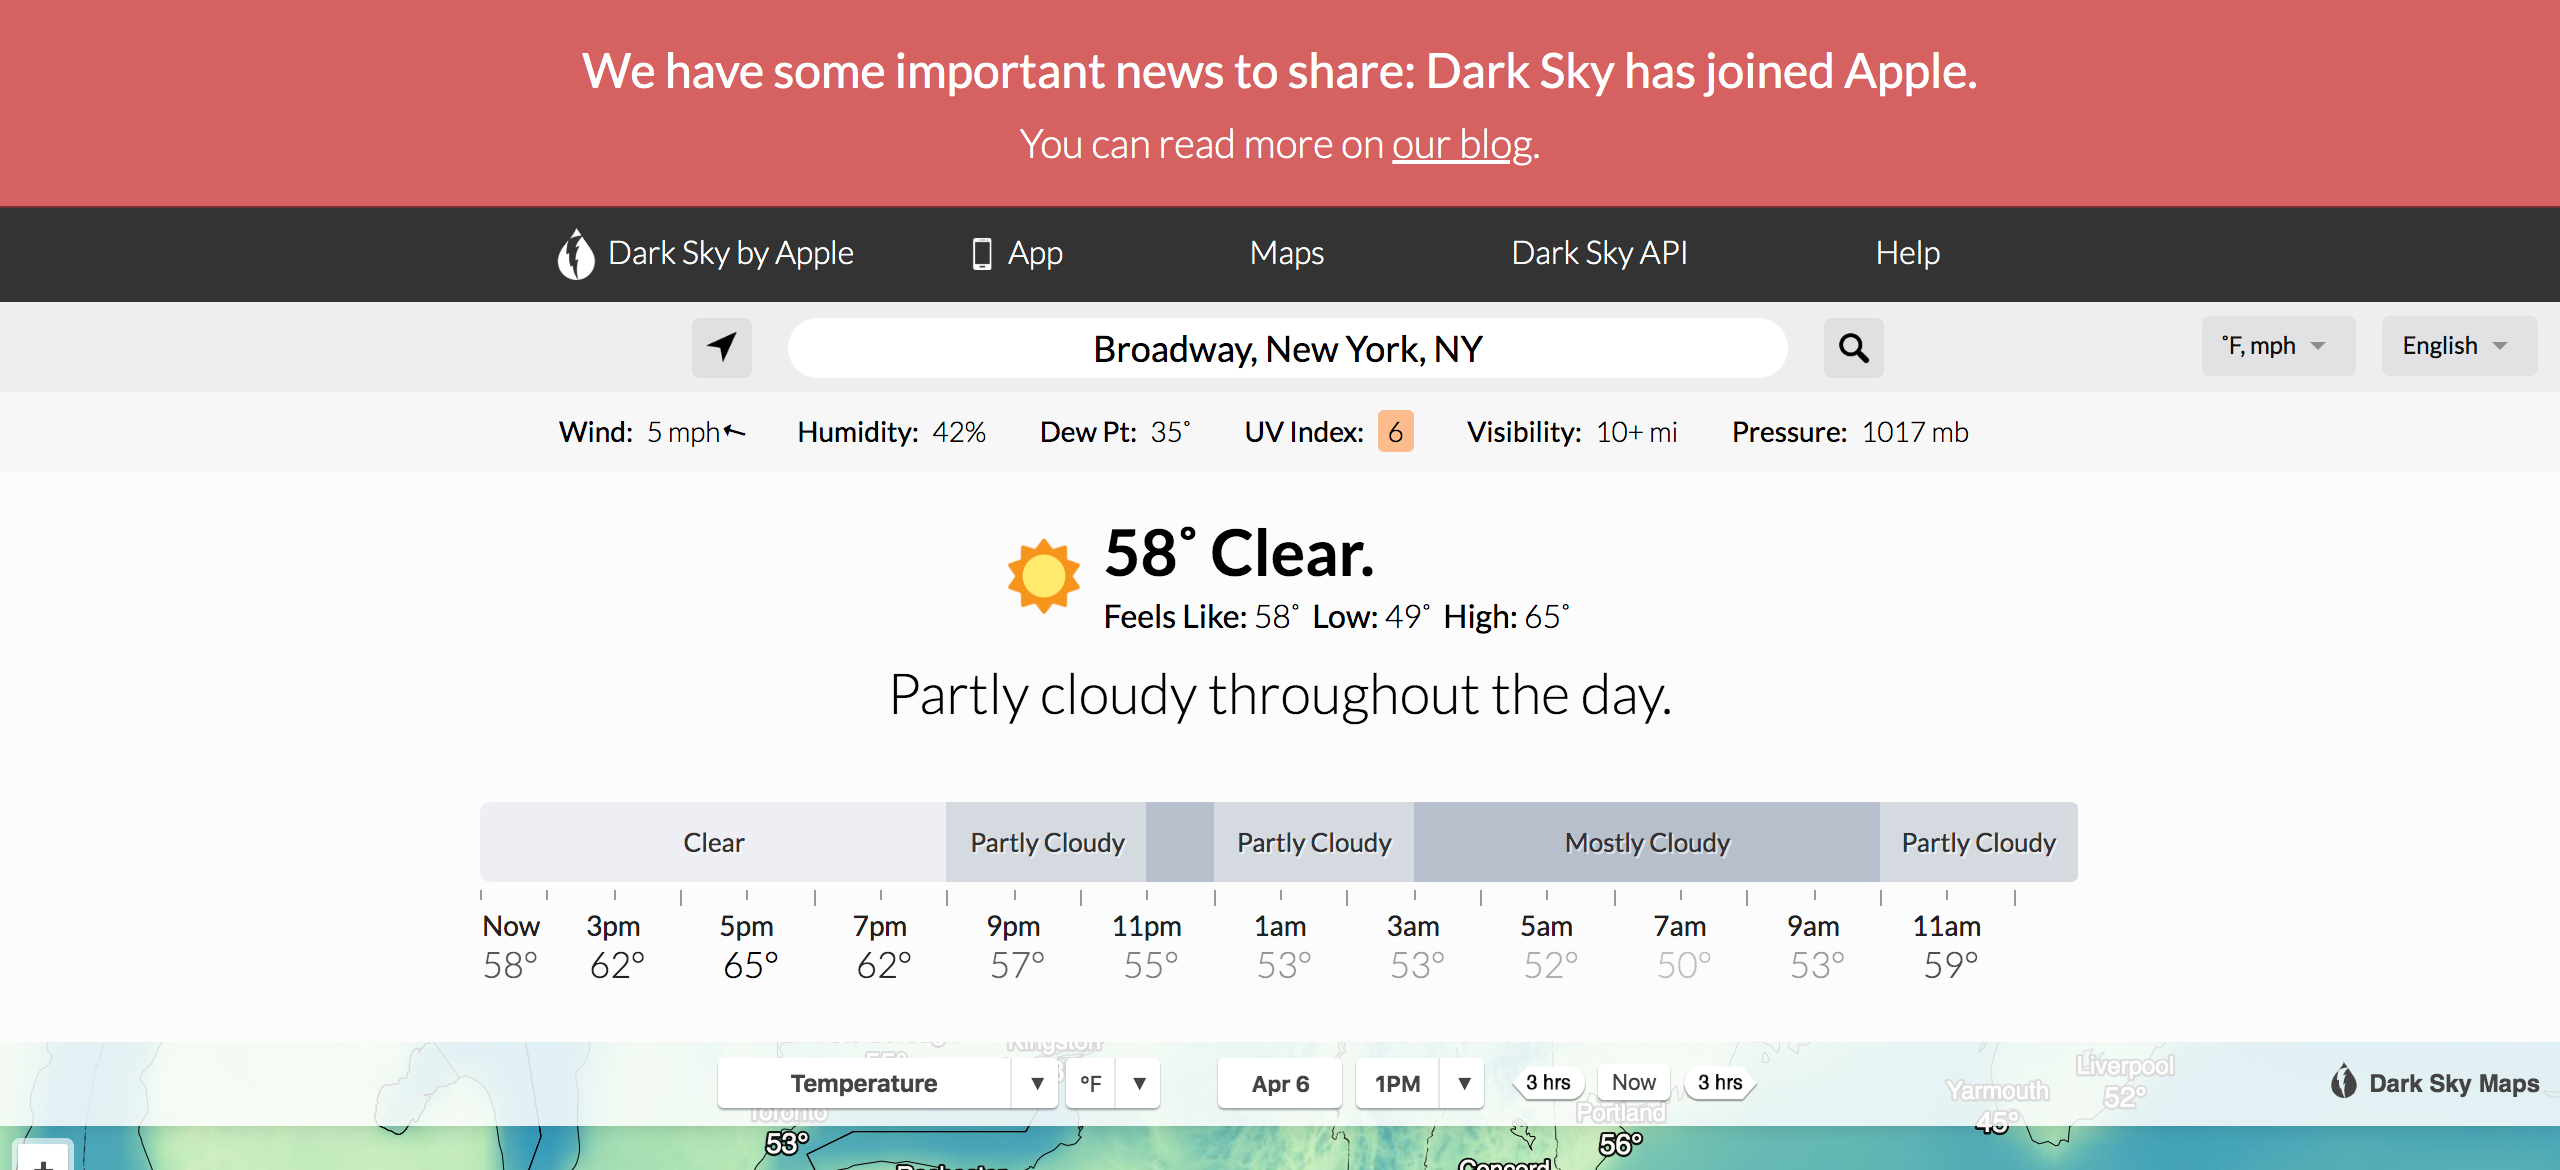 We have some important news to share: Dark Sky has joined Apple.
You can read more on our blog.
Dark Sky by Apple App Maps Dark Sky API Help
Broadway, New York, NY
˚F, mph English
Wind: 5 mph Humidity: 42% Dew Pt: 35˚ UV Index: 6 Visibility: 10+ mi Pressure: 1017 mb
58˚ Clear.
Feels Like: 58˚ Low: 49˚ High: 65˚
Partly cloudy throughout the day.
Clear Partly Cloudy Partly Cloudy Mostly Cloudy Partly Cloudy
Now 3pm 5pm 7pm 9pm 11pm 1am 3am 5am 7am 9am 11am
58° 62° 65° 62° 57° 55° 53° 53° 52° 50° 53° 59°
Kingston
Temperature ▼ °F ▼ Apr 6 1PM ▼ 3 hrs Now 3 hrs
Liverpool
52°
Dark Sky Maps
Yarmouth
45°
Toronto
53°
Portland
56°
Rochester
Concord
+